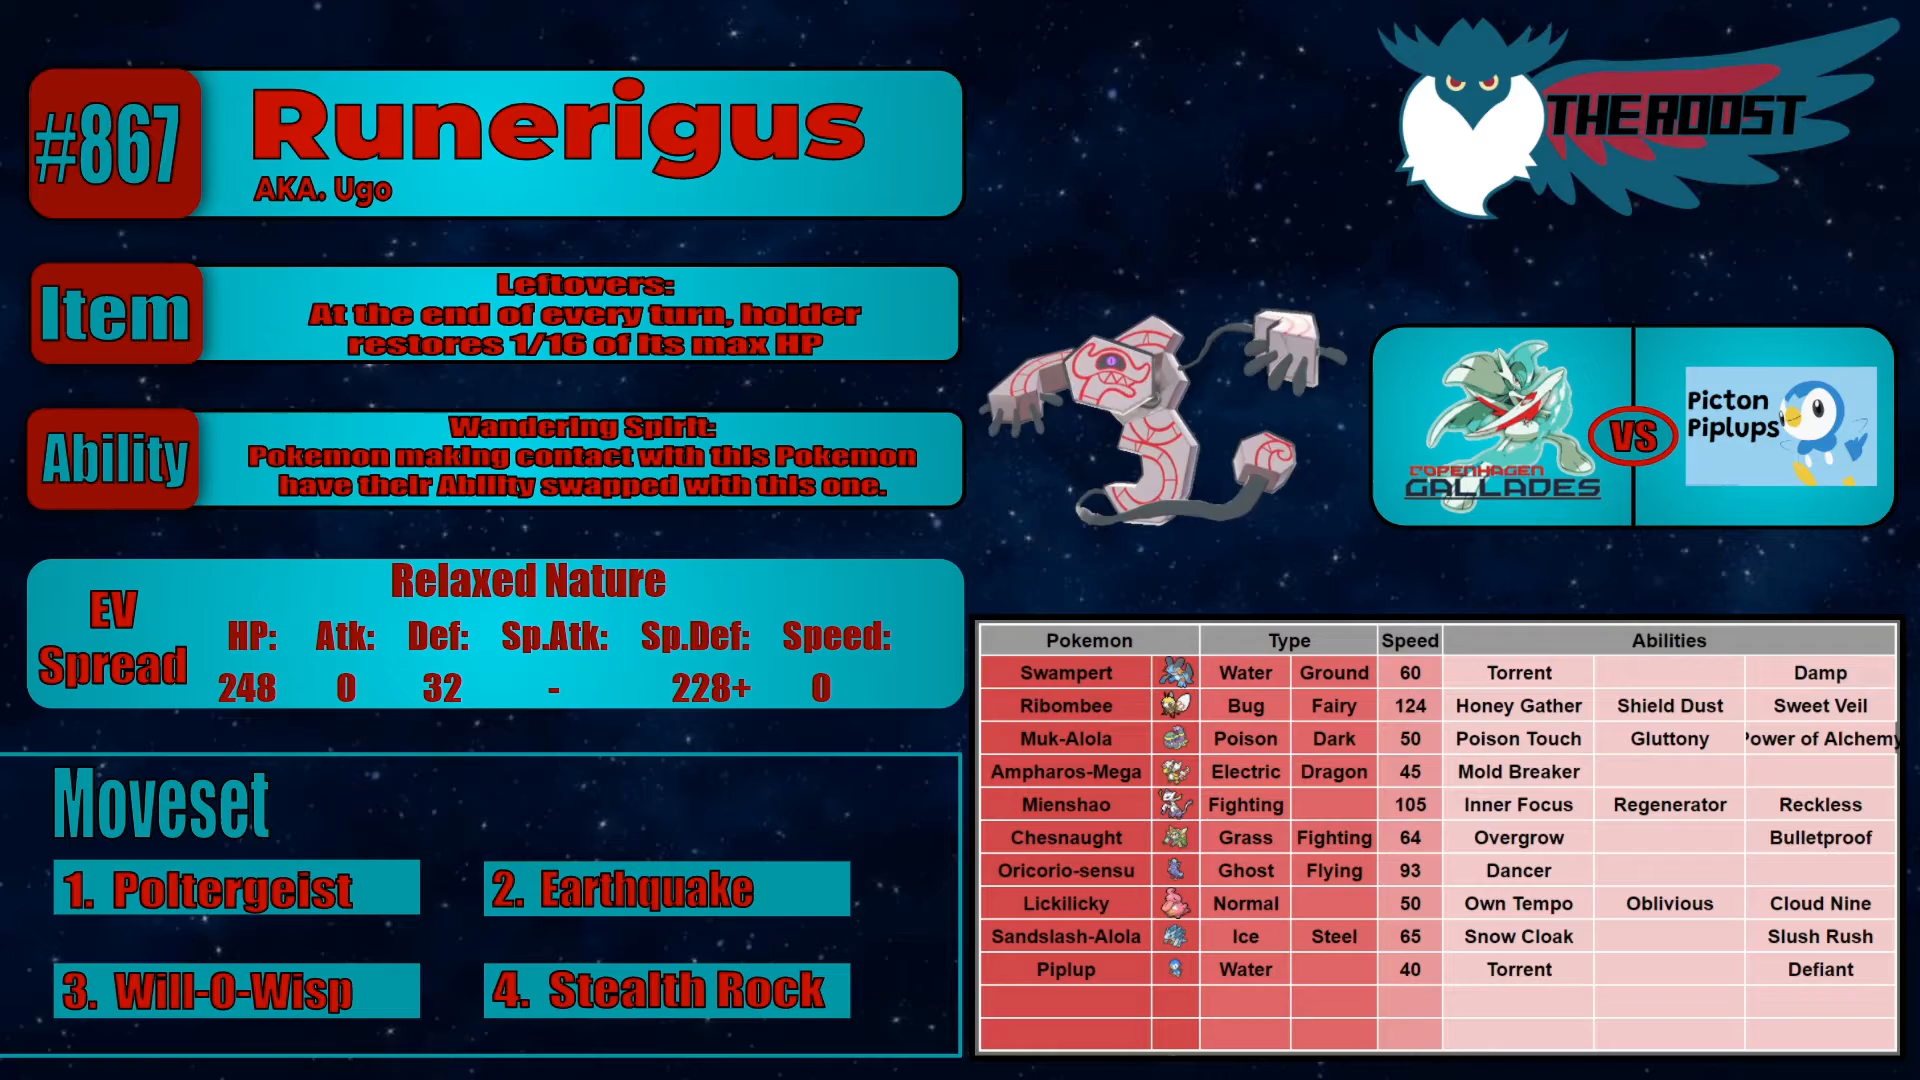 #867
Runerigus
AKA. Ugo
THE ROOST
Item
Leftovers:
At the end of every turn, holder
restores 1/16 of its max HP
Ability
Wandering Spirit:
Pokemon making contact with this Pokemon
have their Ability swapped with this one.
COPENHAGEN
GALLADES
VS
Picton
Piplups
EV
Spread
Relaxed Nature
HP: Atk: Def: Sp.Atk: Sp.Def: Speed:
248 0 32 - 228+ 0
Moveset
1. Poltergeist
2. Earthquake
3. Will-O-Wisp
4. Stealth Rock
Pokemon Type Speed Abilities
Swampert Water Ground 60 Torrent Damp
Ribombee Bug Fairy 124 Honey Gather Shield Dust Sweet Veil
Muk-Alola Poison Dark 50 Poison Touch Gluttony Power of Alchemy
Ampharos-Mega Electric Dragon 45 Mold Breaker
Mienshao Fighting 105 Inner Focus Regenerator Reckless
Chesnaught Grass Fighting 64 Overgrow Bulletproof
Oricorio-sensu Ghost Flying 93 Dancer
Lickilicky Normal 50 Own Tempo Oblivious Cloud Nine
Sandslash-Alola Ice Steel 65 Snow Cloak Slush Rush
Piplup Water 40 Torrent Defiant